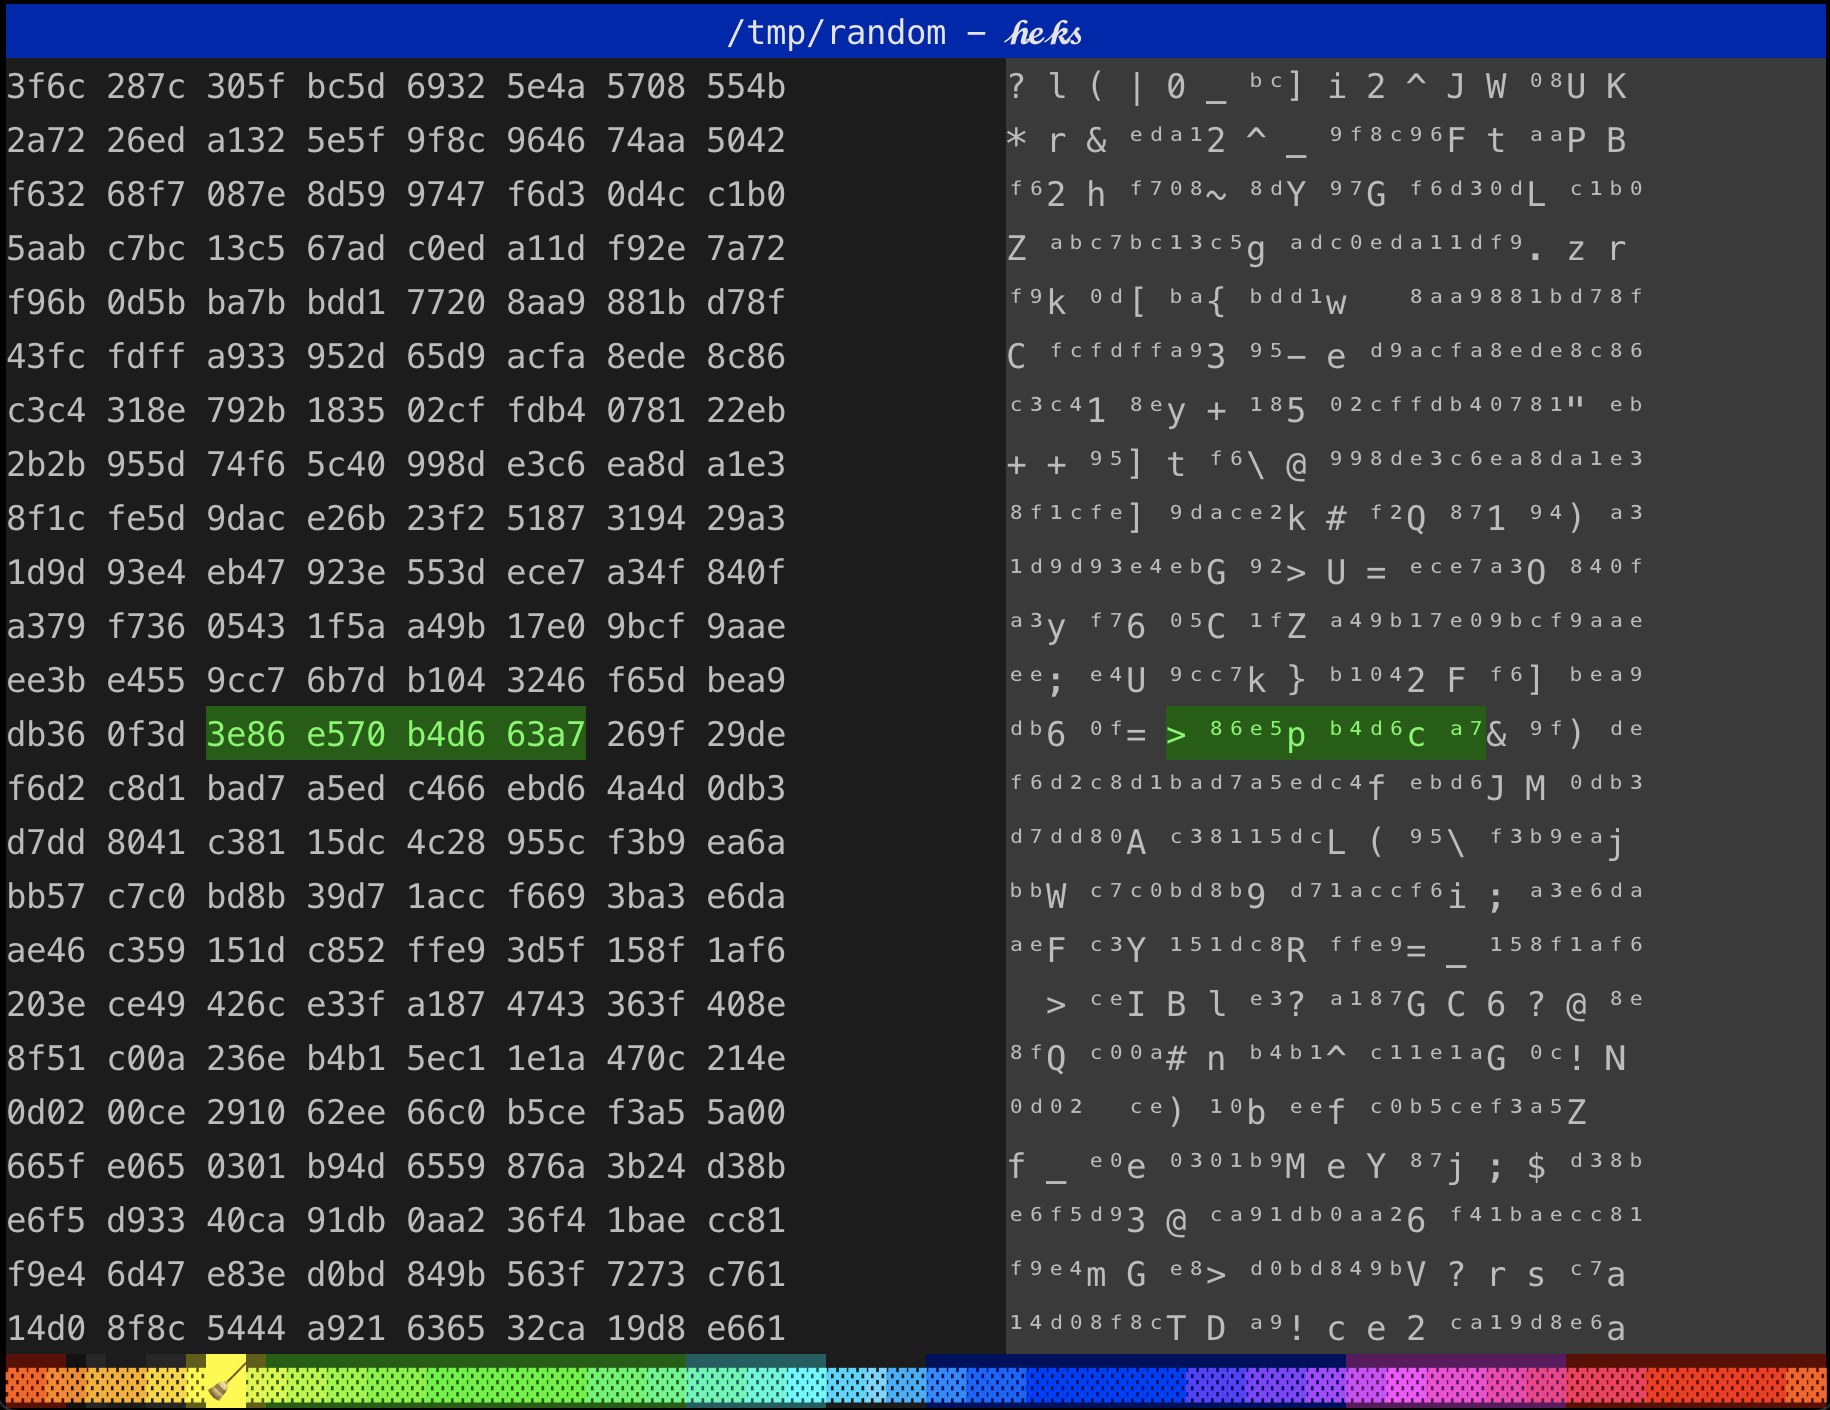 /tmp/random – heks
3f6c 287c 305f bc5d 6932 5e4a 5708 554b ? l ( | 0 _ ᵇᶜ] i 2 ^ J W ⁰⁸U K
2a72 26ed a132 5e5f 9f8c 9646 74aa 5042 * r & ᵉᵈᵃ¹2 ^ _ ⁹ᶠ⁸ᶜ⁹⁶F t ᵃᵃP B
f632 68f7 087e 8d59 9747 f6d3 0d4c c1b0 ᶠ⁶2 h ᶠ⁷⁰⁸~ ⁸ᵈY ⁹⁷G ᶠ⁶ᵈ³⁰ᵈL ᶜ¹ᵇ⁰
5aab c7bc 13c5 67ad c0ed a11d f92e 7a72 Z ᵃᵇᶜ⁷ᵇᶜ¹³ᶜ⁵g ᵃᵈᶜ⁰ᵉᵈᵃ¹¹ᵈᶠ⁹. z r
f96b 0d5b ba7b bdd1 7720 8aa9 881b d78f ᶠ⁹k ⁰ᵈ[ ᵇᵃ{ ᵇᵈᵈ¹w ⁸ᵃᵃ⁹⁸⁸¹ᵇᵈ⁷⁸ᶠ
43fc fdff a933 952d 65d9 acfa 8ede 8c86 C ᶠᶜᶠᵈᶠᶠᵃ⁹3 ⁹⁵- e ᵈ⁹ᵃᶜᶠᵃ⁸ᵉᵈᵉ⁸ᶜ⁸⁶
c3c4 318e 792b 1835 02cf fdb4 0781 22eb ᶜ³ᶜ⁴1 ⁸ᵉy + ¹⁸5 ⁰²ᶜᶠᶠᵈᵇ⁴⁰⁷⁸¹" ᵉᵇ
2b2b 955d 74f6 5c40 998d e3c6 ea8d a1e3 + + ⁹⁵] t ᶠ⁶\ @ ⁹⁹⁸ᵈᵉ³ᶜ⁶ᵉᵃ⁸ᵈᵃ¹ᵉ³
8f1c fe5d 9dac e26b 23f2 5187 3194 29a3 ⁸ᶠ¹ᶜᶠᵉ] ⁹ᵈᵃᶜᵉ²k # ᶠ²Q ⁸⁷1 ⁹⁴) ᵃ³
1d9d 93e4 eb47 923e 553d ece7 a34f 840f ¹ᵈ⁹ᵈ⁹³ᵉ⁴ᵉᵇG ⁹²> U = ᵉᶜᵉ⁷ᵃ³O ⁸⁴⁰ᶠ
a379 f736 0543 1f5a a49b 17e0 9bcf 9aae ᵃ³y ᶠ⁷6 ⁰⁵C ¹ᶠZ ᵃ⁴⁹ᵇ¹⁷ᵉ⁰⁹ᵇᶜᶠ⁹ᵃᵃᵉ
ee3b e455 9cc7 6b7d b104 3246 f65d bea9 ᵉᵉ; ᵉ⁴U ⁹ᶜᶜ⁷k } ᵇ¹⁰⁴2 F ᶠ⁶] ᵇᵉᵃ⁹
db36 0f3d 3e86 e570 b4d6 63a7 269f 29de ᵈᵇ6 ⁰ᶠ= > ⁸⁶ᵉ⁵p ᵇ⁴ᵈ⁶c ᵃ⁷& ⁹ᶠ) ᵈᵉ
f6d2 c8d1 bad7 a5ed c466 ebd6 4a4d 0db3 ᶠ⁶ᵈ²ᶜ⁸ᵈ¹ᵇᵃᵈ⁷ᵃ⁵ᵉᵈᶜ⁴f ᵉᵇᵈ⁶J M ⁰ᵈᵇ³
d7dd 8041 c381 15dc 4c28 955c f3b9 ea6a ᵈ⁷ᵈᵈ⁸⁰A ᶜ³⁸¹¹⁵ᵈᶜL ( ⁹⁵\ ᶠ³ᵇ⁹ᵉᵃj
bb57 c7c0 bd8b 39d7 1acc f669 3ba3 e6da ᵇᵇW ᶜ⁷ᶜ⁰ᵇᵈ⁸ᵇ9 ᵈ⁷¹ᵃᶜᶜᶠ⁶i ; ᵃ³ᵉ⁶ᵈᵃ
ae46 c359 151d c852 ffe9 3d5f 158f 1af6 ᵃᵉF ᶜ³Y ¹⁵¹ᵈᶜ⁸R ᶠᶠᵉ⁹= _ ¹⁵⁸ᶠ¹ᵃᶠ⁶
203e ce49 426c e33f a187 4743 363f 408e > ᶜᵉI B l ᵉ³? ᵃ¹⁸⁷G C 6 ? @ ⁸ᵉ
8f51 c00a 236e b4b1 5ec1 1e1a 470c 214e ⁸ᶠQ ᶜ⁰⁰ᵃ# n ᵇ⁴ᵇ¹^ ᶜ¹¹ᵉ¹ᵃG ⁰ᶜ! N
0d02 00ce 2910 62ee 66c0 b5ce f3a5 5a00 ⁰ᵈ⁰² ᶜᵉ) ¹⁰b ᵉᵉf ᶜ⁰ᵇ⁵ᶜᵉᶠ³ᵃ⁵Z
665f e065 0301 b94d 6559 876a 3b24 d38b f _ ᵉ⁰e ⁰³⁰¹ᵇ⁹M e Y ⁸⁷j ; $ ᵈ³⁸ᵇ
e6f5 d933 40ca 91db 0aa2 36f4 1bae cc81 ᵉ⁶ᶠ⁵ᵈ⁹3 @ ᶜᵃ⁹¹ᵈᵇ⁰ᵃᵃ²6 ᶠ⁴¹ᵇᵃᵉᶜᶜ⁸¹
f9e4 6d47 e83e d0bd 849b 563f 7273 c761 ᶠ⁹ᵉ⁴m G ᵉ⁸> ᵈ⁰ᵇᵈ⁸⁴⁹ᵇV ? r s ᶜ⁷a
14d0 8f8c 5444 a921 6365 32ca 19d8 e661 ¹⁴ᵈ⁰⁸ᶠ⁸ᶜT D ᵃ⁹! c e 2 ᶜᵃ¹⁹ᵈ⁸ᵉ⁶a